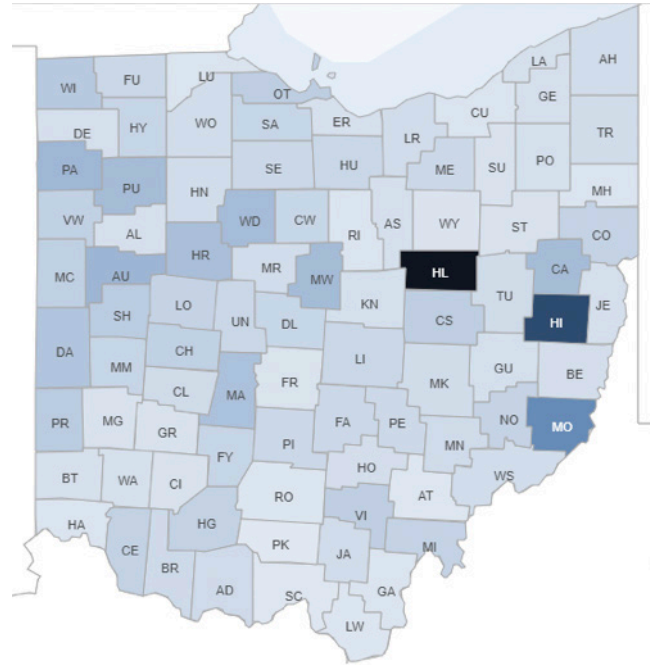 LA
AH
WI
FU
LU
OT
GE
DE
HY
WO
SA
ER
CU
LR
TR
PA
PU
HN
SE
HU
ME
SU
PO
MH
VW
AL
WD
CW
RI
AS
WY
ST
CO
MC
AU
HR
MR
MW
HL
CA
KN
TU
JE
SH
LO
UN
DL
CS
HI
DA
MM
CH
LI
GU
BE
CL
FR
MK
PR
MG
MA
FA
PE
NO
MO
GR
PI
MN
BT
WA
CI
FY
HO
WS
RO
AT
HA
HG
VI
CE
PK
JA
MI
BR
AD
SC
GA
LW